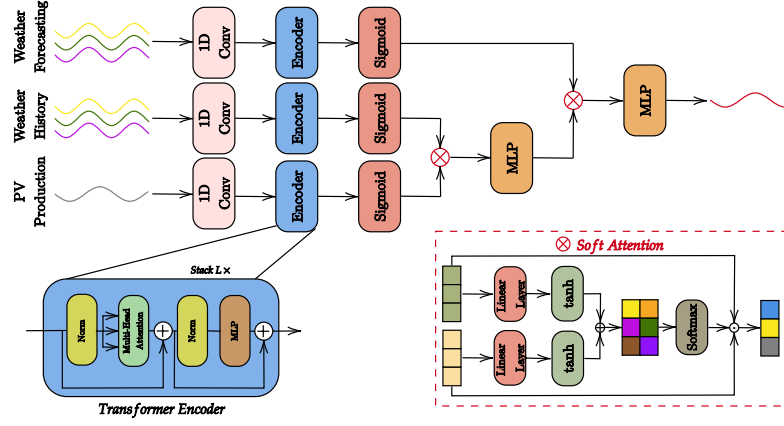 Weather
Forecasting
1D
Conv
Encoder
Sigmoid
MLP
Weather
History
1D
Conv
Encoder
Sigmoid
MLP
PV
Production
1D
Conv
Encoder
Sigmoid
Stack L ×
Norm
Multi-Head
Attention
Norm
MLP
Transformer Encoder
Soft Attention
Linear
Layer
tanh
Linear
Layer
tanh
Softmax